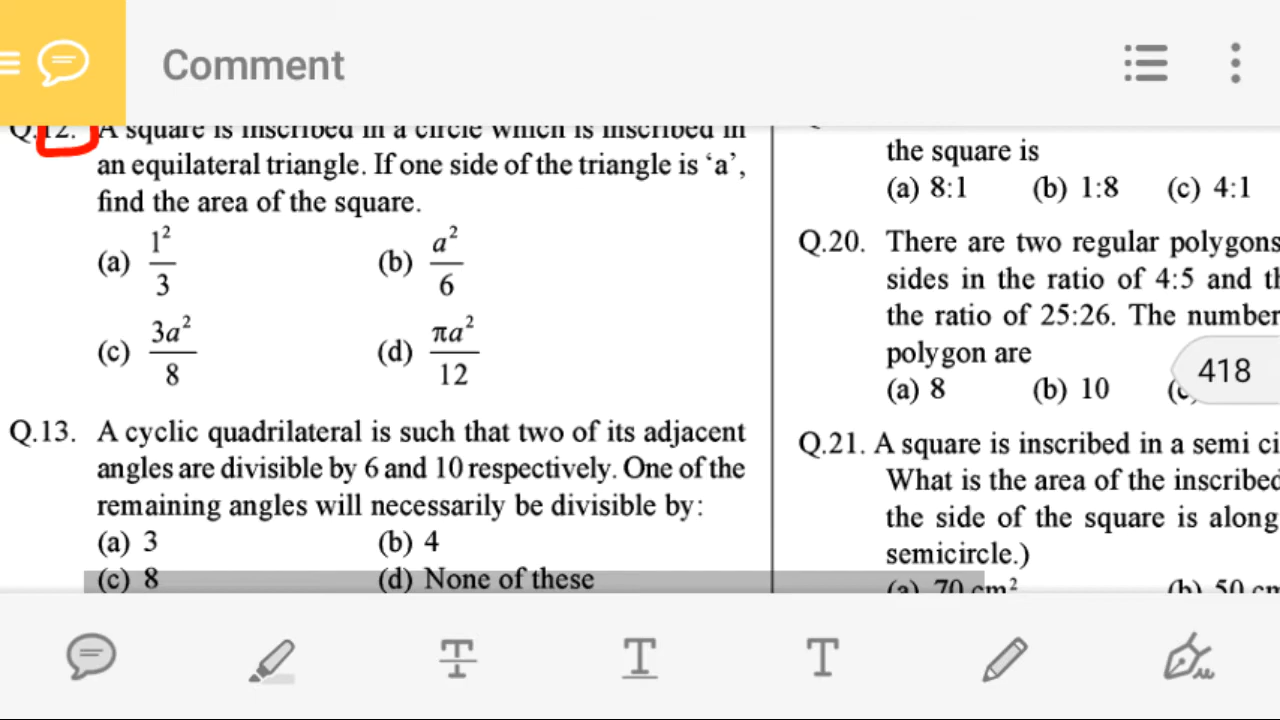 Comment
Q.12. A square is inscribed in a circle which is inscribed in
an equilateral triangle. If one side of the triangle is ‘a’,
find the area of the square.
(a) 1²/3 (b) a²/6
(c) 3a²/8 (d) πa²/12
Q.13. A cyclic quadrilateral is such that two of its adjacent
angles are divisible by 6 and 10 respectively. One of the
remaining angles will necessarily be divisible by:
(a) 3 (b) 4
(c) 8 (d) None of these
the square is
(a) 8:1 (b) 1:8 (c) 4:1
Q.20. There are two regular polygons
sides in the ratio of 4:5 and
the ratio of 25:26. The number
polygon are
(a) 8 (b) 10
418
Q.21. A square is inscribed in a semi
What is the area of the inscribed
the side of the square is along
semicircle.)
(a) 70 cm² (b) 50